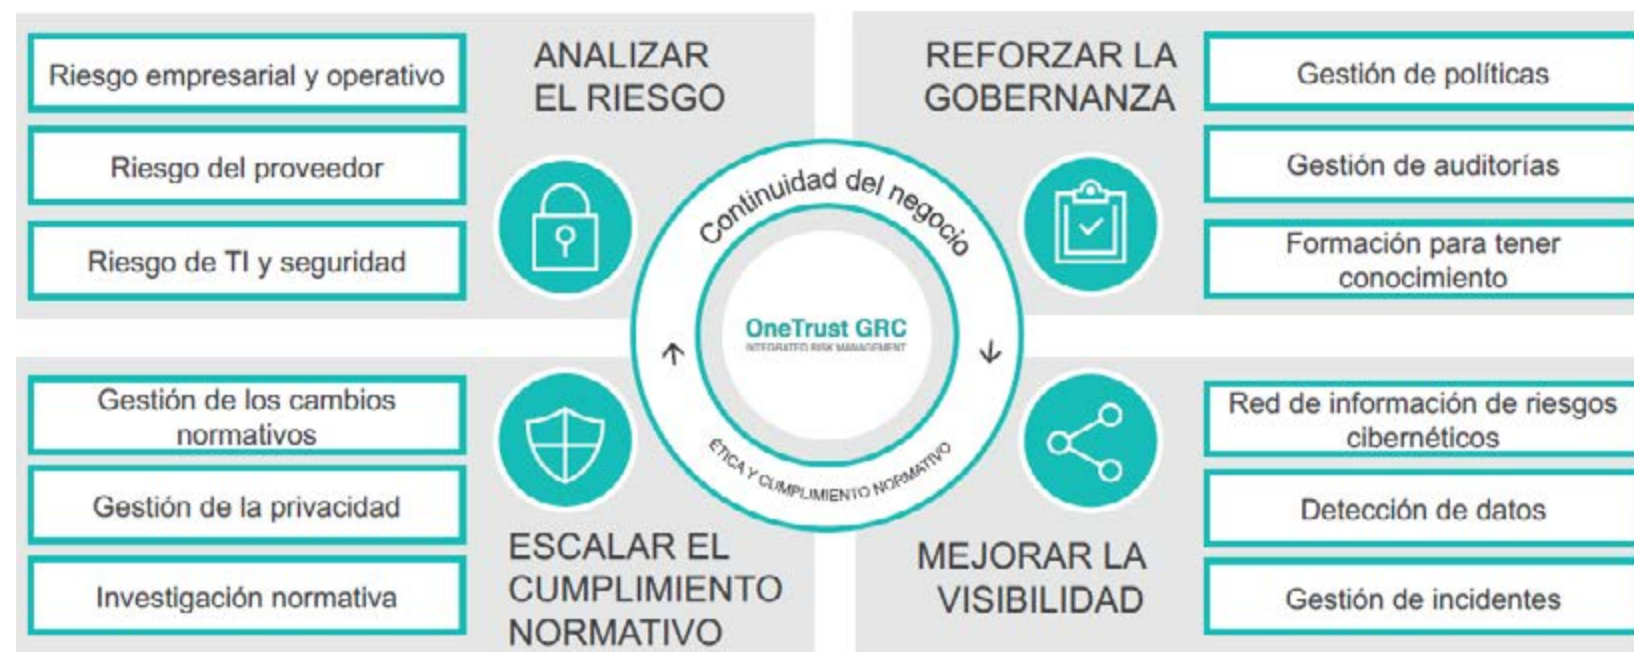 Riesgo empresarial y operativo
Riesgo del proveedor
Riesgo de TI y seguridad
ANALIZAR
EL RIESGO
REFORZAR LA
GOBERNANZA
Gestión de políticas
Gestión de auditorías
Formación para tener
conocimiento
Continuidad del negocio
OneTrust GRC
INTEGRATED RISK MANAGEMENT
ÉTICA Y CUMPLIMIENTO NORMATIVO
Gestión de los cambios
normativos
Gestión de la privacidad
Investigación normativa
ESCALAR EL
CUMPLIMIENTO
NORMATIVO
MEJORAR LA
VISIBILIDAD
Red de información de riesgos
cibernéticos
Detección de datos
Gestión de incidentes